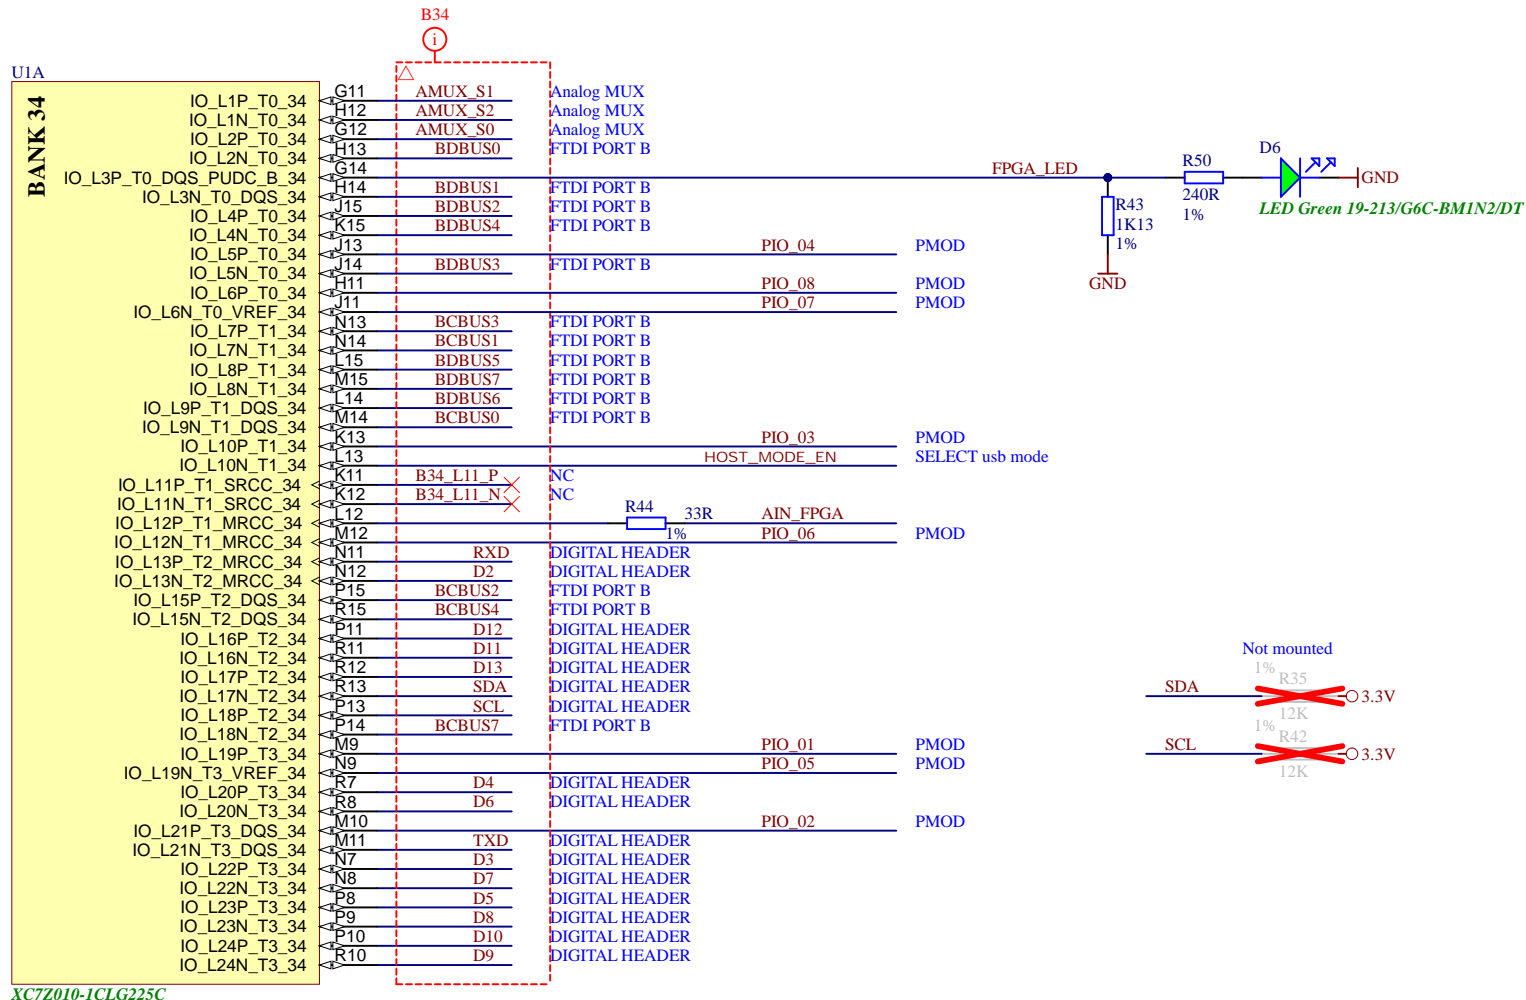 B34
i
U1A
BANK 34
IO_L1P_T0_34 G11 AMUX_S1 Analog MUX
IO_L1N_T0_34 H12 AMUX_S2 Analog MUX
IO_L2P_T0_34 G12 AMUX_S0 Analog MUX
IO_L2N_T0_34 H13 BDBUS0 FTDI PORT B
IO_L3P_T0_DQS_PUDC_B_34 G14 FPGA_LED
IO_L3N_T0_DQS_34 H14 BDBUS1 FTDI PORT B
IO_L4P_T0_34 J15 BDBUS2 FTDI PORT B
IO_L4N_T0_34 K15 BDBUS4 FTDI PORT B
IO_L5P_T0_34 J13 PIO_04 PMOD
IO_L5N_T0_34 J14 BDBUS3 FTDI PORT B
IO_L6P_T0_34 H11 PIO_08 PMOD
IO_L6N_T0_VREF_34 J11 PIO_07 PMOD
IO_L7P_T1_34 N13 BCBUS3 FTDI PORT B
IO_L7N_T1_34 N14 BCBUS1 FTDI PORT B
IO_L8P_T1_34 L15 BDBUS5 FTDI PORT B
IO_L8N_T1_34 M15 BDBUS7 FTDI PORT B
IO_L9P_T1_DQS_34 L14 BDBUS6 FTDI PORT B
IO_L9N_T1_DQS_34 M14 BCBUS0 FTDI PORT B
IO_L10P_T1_34 K13 PIO_03 PMOD
IO_L10N_T1_34 L13 HOST_MODE_EN SELECT usb mode
IO_L11P_T1_SRCC_34 K11 B34_L11_P NC
IO_L11N_T1_SRCC_34 K12 B34_L11_N NC
IO_L12P_T1_MRCC_34 L12 R44 33R 1% AIN_FPGA
IO_L12N_T1_MRCC_34 M12 PIO_06 PMOD
IO_L13P_T2_MRCC_34 N11 RXD DIGITAL HEADER
IO_L13N_T2_MRCC_34 N12 D2 DIGITAL HEADER
IO_L15P_T2_DQS_34 P15 BCBUS2 FTDI PORT B
IO_L15N_T2_DQS_34 R15 BCBUS4 FTDI PORT B
IO_L16P_T2_34 P11 D12 DIGITAL HEADER
IO_L16N_T2_34 R11 D11 DIGITAL HEADER
IO_L17P_T2_34 R12 D13 DIGITAL HEADER
IO_L17N_T2_34 R13 SDA DIGITAL HEADER
IO_L18P_T2_34 P13 SCL DIGITAL HEADER
IO_L18N_T2_34 P14 BCBUS7 FTDI PORT B
IO_L19P_T3_34 M9 PIO_01 PMOD
IO_L19N_T3_VREF_34 N9 PIO_05 PMOD
IO_L20P_T3_34 R7 D4 DIGITAL HEADER
IO_L20N_T3_34 R8 D6 DIGITAL HEADER
IO_L21P_T3_DQS_34 M10 PIO_02 PMOD
IO_L21N_T3_DQS_34 M11 TXD DIGITAL HEADER
IO_L22P_T3_34 N7 D3 DIGITAL HEADER
IO_L22N_T3_34 N8 D7 DIGITAL HEADER
IO_L23P_T3_34 P8 D5 DIGITAL HEADER
IO_L23N_T3_34 P9 D8 DIGITAL HEADER
IO_L24P_T3_34 P10 D10 DIGITAL HEADER
IO_L24N_T3_34 R10 D9 DIGITAL HEADER
XC7Z010-1CLG225C
R50
240R
1%
D6
GND
LED Green 19-213/G6C-BM1N2/DT
R43
1K13
1%
GND
Not mounted
1%
R35
SDA 3.3V
12K
1%
R42
SCL 3.3V
12K